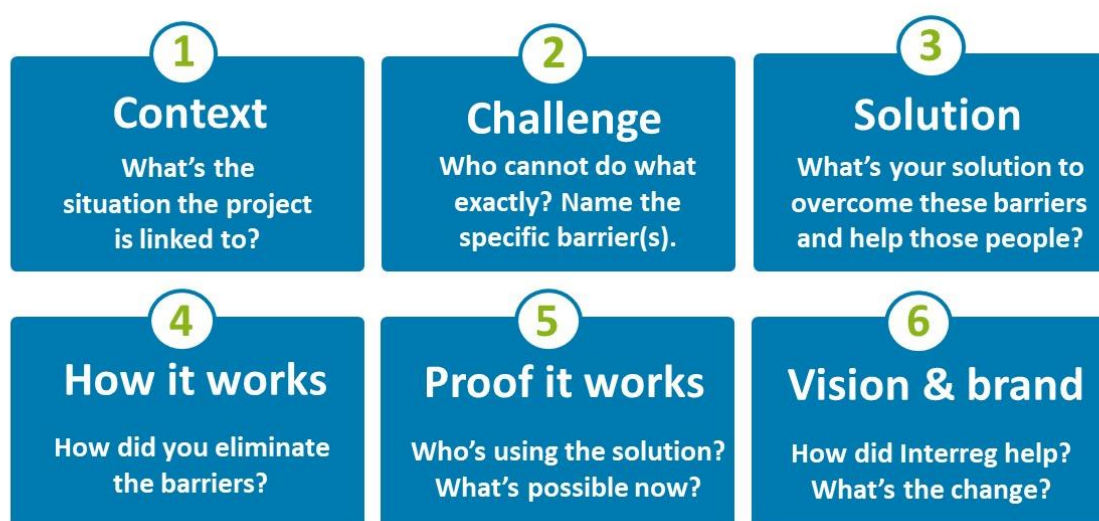 1
Context
What's the
situation the project
is linked to?
2
Challenge
Who cannot do what
exactly? Name the
specific barrier(s).
3
Solution
What's your solution to
overcome these barriers
and help those people?
4
How it works
How did you eliminate
the barriers?
5
Proof it works
Who's using the solution?
What's possible now?
6
Vision & brand
How did Interreg help?
What's the change?